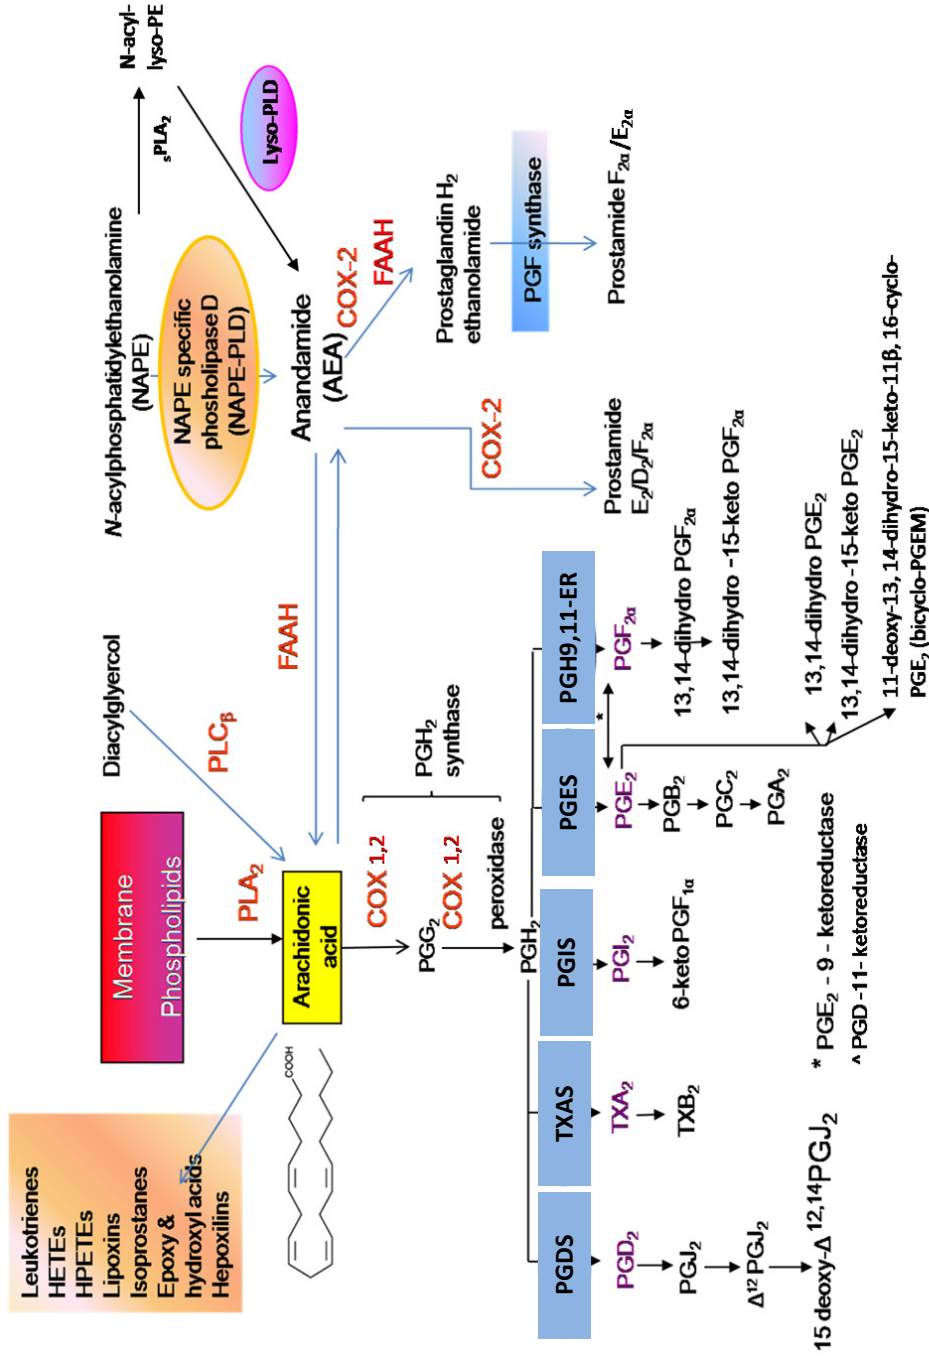 Leukotrienes
HETEs
HPETEs
Lipoxins
Isoprostanes
Epoxy &
hydroxyl acids
Hepoxilins
Membrane
Phospholipids
Diacylglycerol
N-acylphosphatidylethanolamine
(NAPE)
sPLA2
N-acyl-
lyso-PE
NAPE specific
phosholipase D
(NAPE-PLD)
Lyso-PLD
PLA2
PLCβ
FAAH
COOH
Arachidonic
acid
Anandamide
(AEA)
COX-2
FAAH
COX 1,2
PGG2
COX 1,2
peroxidase
PGH2
synthase
COX-2
Prostaglandin H2
ethanolamide
PGF synthase
Prostamide F2α/E2α
PGH2
PGDS
TXAS
PGIS
PGES
PGH9,11-ER
PGD2
TXA2
PGI2
PGE2
*
PGF2α
Prostamide
E2/D2/F2α
PGJ2
TXB2
6-keto PGF1α
PGB2
13,14-dihydro PGF2α
Δ12 PGJ2
PGC2
13,14-dihydro -15-keto PGF2α
15 deoxy-Δ12,14PGJ2
PGA2
13,14-dihydro PGE2
13,14-dihydro -15-keto PGE2
11-deoxy-13, 14-dihydro-15-keto-11β, 16-cyclo-
PGE2 (bicyclo-PGEM)
* PGE2 - 9 - ketoreductase
^ PGD -11- ketoreductase